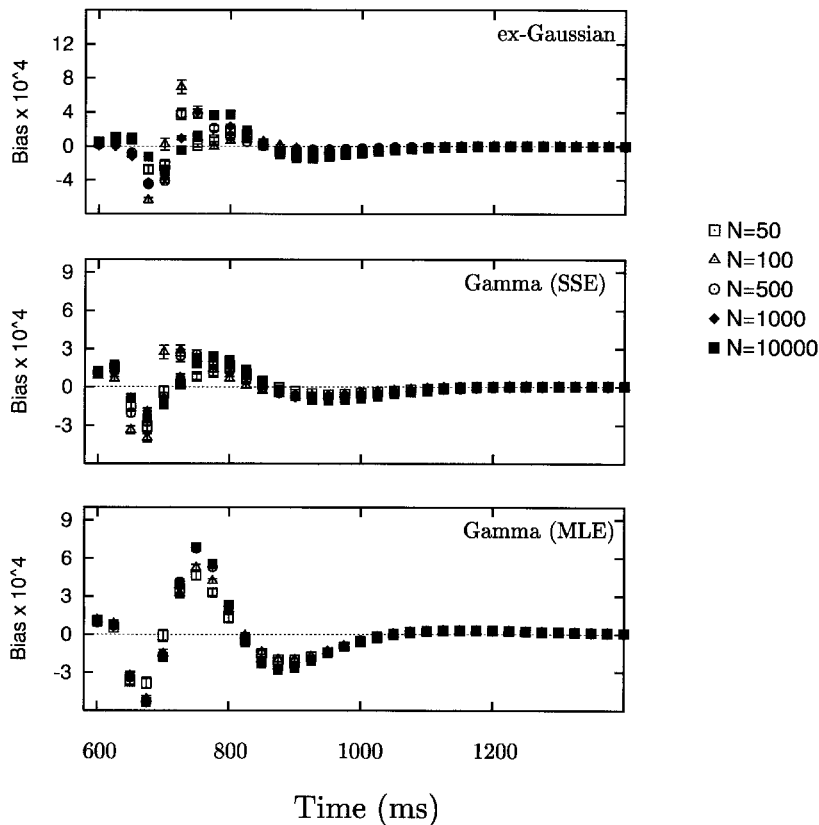 ex-Gaussian
Bias x 10^4
12
8
4
0
-4
Gamma (SSE)
Bias x 10^4
9
6
3
0
-3
Gamma (MLE)
Bias x 10^4
9
6
3
0
-3
600 800 1000 1200
Time (ms)
N=50
N=100
N=500
N=1000
N=10000